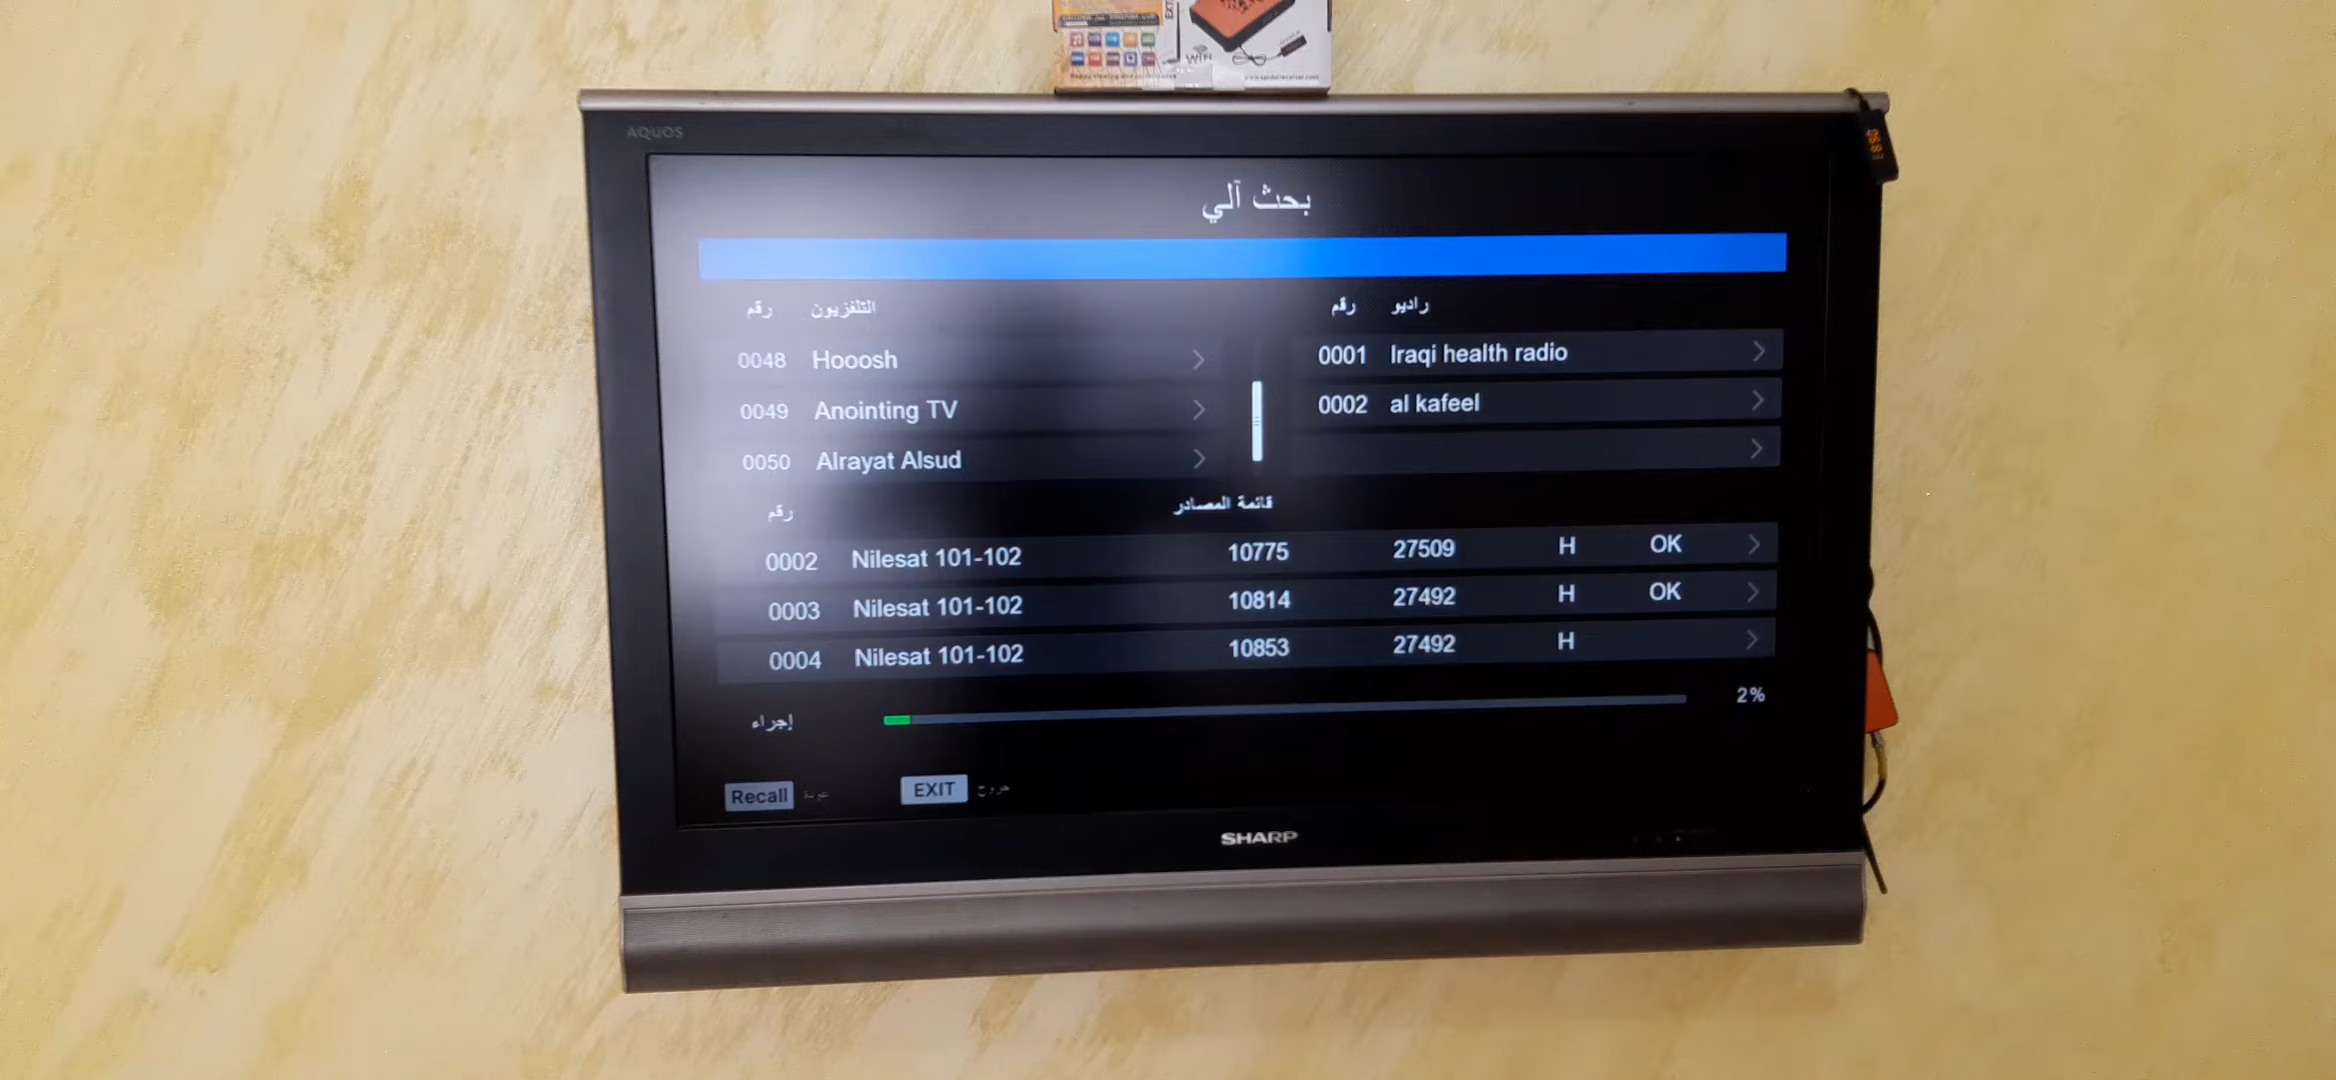 WiFi
AQUOS
بحث آلي
رقم التلفزيون رقم راديو
0048 Hooosh 0001 Iraqi health radio
0049 Anointing TV 0002 al kafeel
0050 Alrayat Alsud
رقم قائمة المصادر
0002 Nilesat 101-102 10775 27509 H OK
0003 Nilesat 101-102 10814 27492 H OK
0004 Nilesat 101-102 10853 27492 H
إجراء 2%
Recall عودة EXIT خروج
SHARP